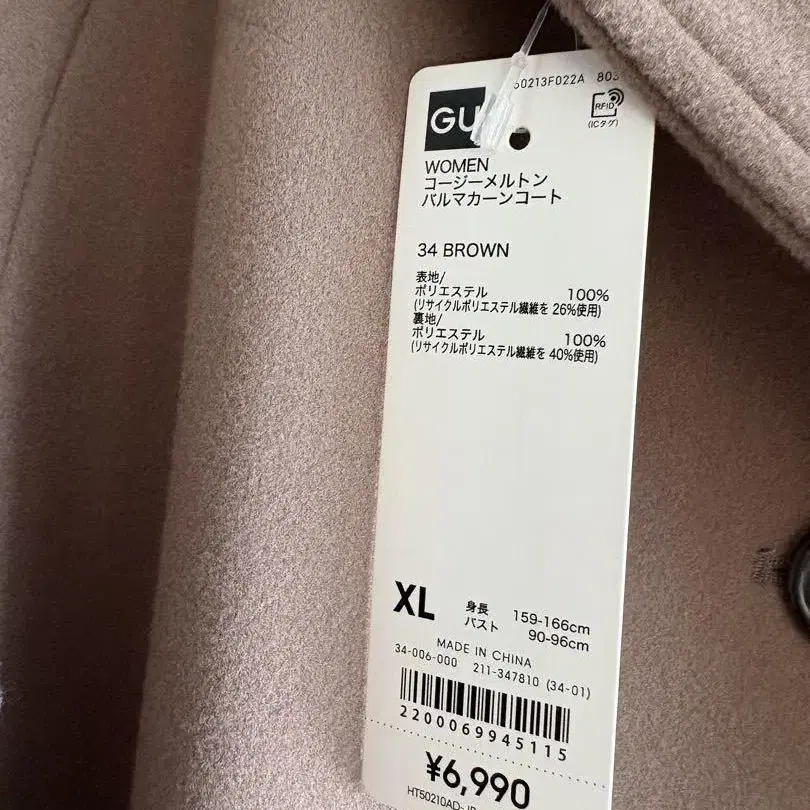 50213F022A 803
GU
RFID
(ICタグ)
WOMEN
コージーメルトン
バルマカーンコート
34 BROWN
表地/
ポリエステル 100%
(リサイクルポリエステル繊維を 26%使用)
裏地/
ポリエステル 100%
(リサイクルポリエステル繊維を 40%使用)
XL 身長 159-166cm
バスト 90-96cm
MADE IN CHINA
34-006-000 211-347810 (34-01)
2200069945115
¥6,990
HT50210AD-JP